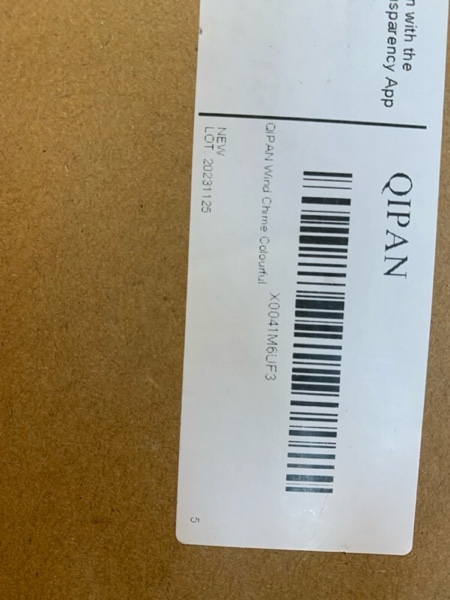 n with the
sparency App
QIPAN
X0041M6UF3
QIPAN Wind Chime Colourful
NEW
LOT 20231125
5